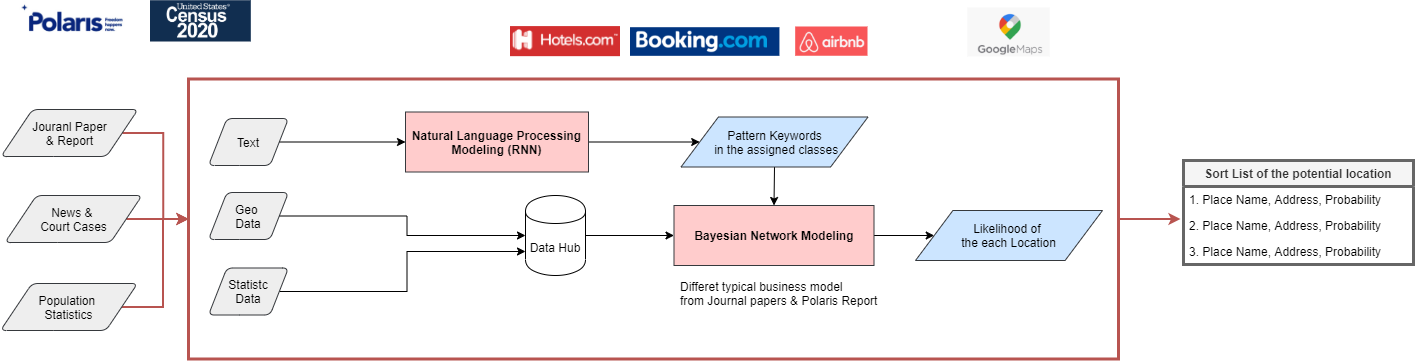 Polaris Freedom happens now.
United States®
Census
2020
Hotels.com™
Booking.com
airbnb
GoogleMaps
Jouranl Paper
& Report
News &
Court Cases
Population
Statistics
Text
Geo
Data
Statistc
Data
Natural Language Processing
Modeling (RNN)
Pattern Keywords
in the assigned classes
Data Hub
Bayesian Network Modeling
Differet typical business model
from Journal papers & Polaris Report
Likelihood of
the each Location
Sort List of the potential location
1. Place Name, Address, Probability
2. Place Name, Address, Probability
3. Place Name, Address, Probability